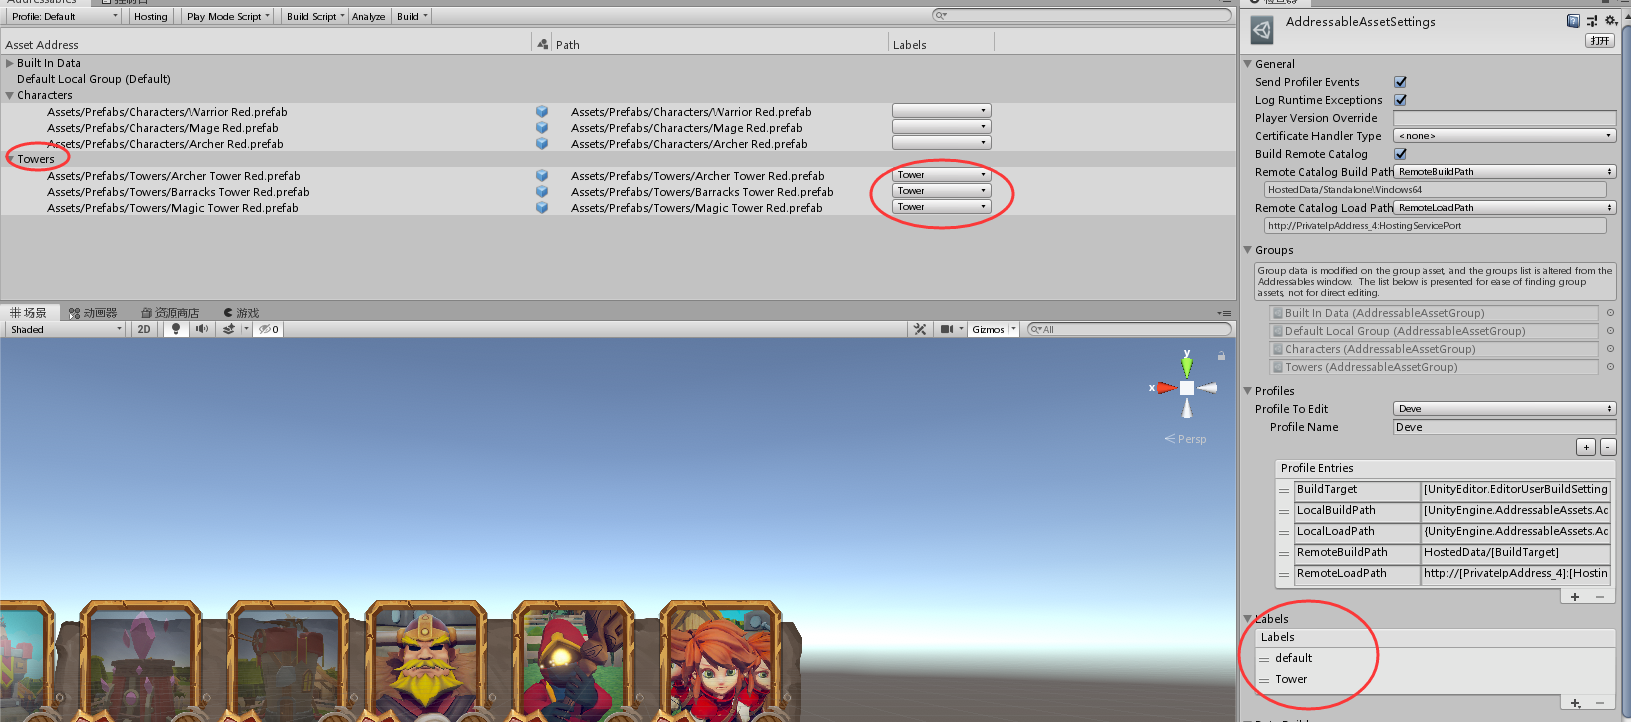 Addressables
控制台
Profile: Default
Hosting
Play Mode Script
Build Script
Analyze
Build
Asset Address
Path
Labels
Built In Data
Default Local Group (Default)
Characters
Assets/Prefabs/Characters/Warrior Red.prefab Assets/Prefabs/Characters/Warrior Red.prefab
Assets/Prefabs/Characters/Mage Red.prefab Assets/Prefabs/Characters/Mage Red.prefab
Assets/Prefabs/Characters/Archer Red.prefab Assets/Prefabs/Characters/Archer Red.prefab
Towers
Assets/Prefabs/Towers/Archer Tower Red.prefab Assets/Prefabs/Towers/Archer Tower Red.prefab Tower
Assets/Prefabs/Towers/Barracks Tower Red.prefab Assets/Prefabs/Towers/Barracks Tower Red.prefab Tower
Assets/Prefabs/Towers/Magic Tower Red.prefab Assets/Prefabs/Towers/Magic Tower Red.prefab Tower
场景
动画器
资源商店
游戏
Shaded
2D
0
Gizmos
All
y
x
Persp
检查器
AddressableAssetSettings
打开
General
Send Profiler Events
Log Runtime Exceptions
Player Version Override
Certificate Handler Type <none>
Build Remote Catalog
Remote Catalog Build Path RemoteBuildPath
HostedData/StandaloneWindows64
Remote Catalog Load Path RemoteLoadPath
http://PrivateIpAddress_4:HostingServicePort
Groups
Group data is modified on the group asset, and the groups list is altered from the
Addressables window. The list below is presented for ease of finding group
assets, not for direct editing.
Built In Data (AddressableAssetGroup)
Default Local Group (AddressableAssetGroup)
Characters (AddressableAssetGroup)
Towers (AddressableAssetGroup)
Profiles
Profile To Edit Deve
Profile Name Deve
+ -
Profile Entries
BuildTarget [UnityEditor.EditorUserBuildSetting
LocalBuildPath [UnityEngine.AddressableAssets.Ad
LocalLoadPath {UnityEngine.AddressableAssets.Ad
RemoteBuildPath HostedData/[BuildTarget]
RemoteLoadPath http://[PrivateIpAddress_4]:[Hostin
+ −
Labels
Labels
default
Tower
+ −